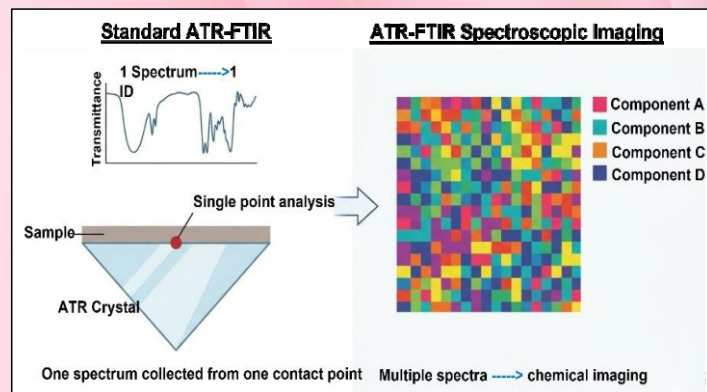 Standard ATR-FTIR
ATR-FTIR Spectroscopic Imaging
1 Spectrum ----->1
ID
Transmittance
Single point analysis
Sample
ATR Crystal
One spectrum collected from one contact point
Component A
Component B
Component C
Component D
Multiple spectra ----> chemical imaging